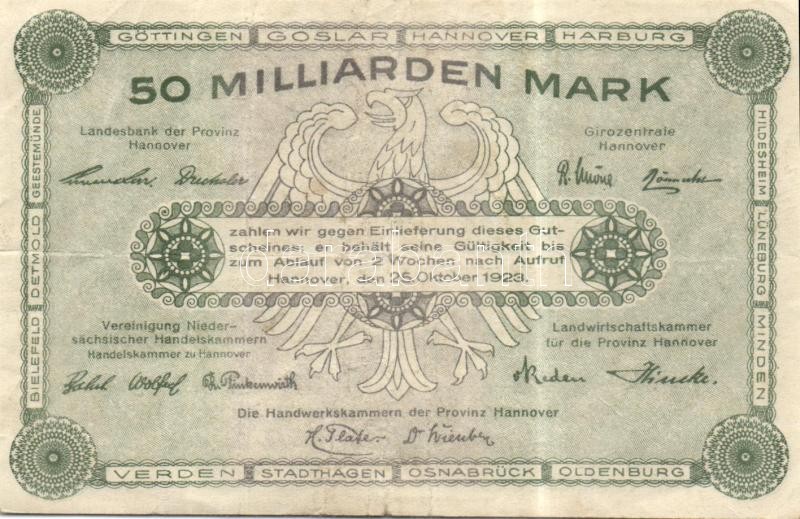 GÖTTINGEN GOSLAR HANNOVER HARBURG
50 MILLIARDEN MARK
Landesbank der Provinz
Hannover
Girozentrale
Hannover
zahlen wir gegen Einlieferung dieses Gut-
scheines; er behält seine Gültigkeit bis
zum Ablauf von 2 Wochen nach Aufruf
Hannover, den 25. Oktober 1923.
Vereinigung Nieder-
sächsischer Handelskammern
Handelskammer zu Hannover
Landwirtschaftskammer
für die Provinz Hannover
Die Handwerkskammern der Provinz Hannover
H. Plate.
VERDEN STADTHAGEN OSNABRÜCK OLDENBURG
BIELEFELD DETMOLD GEESTEMÜNDE
HILDESHEIM LÜNEBURG MINDEN